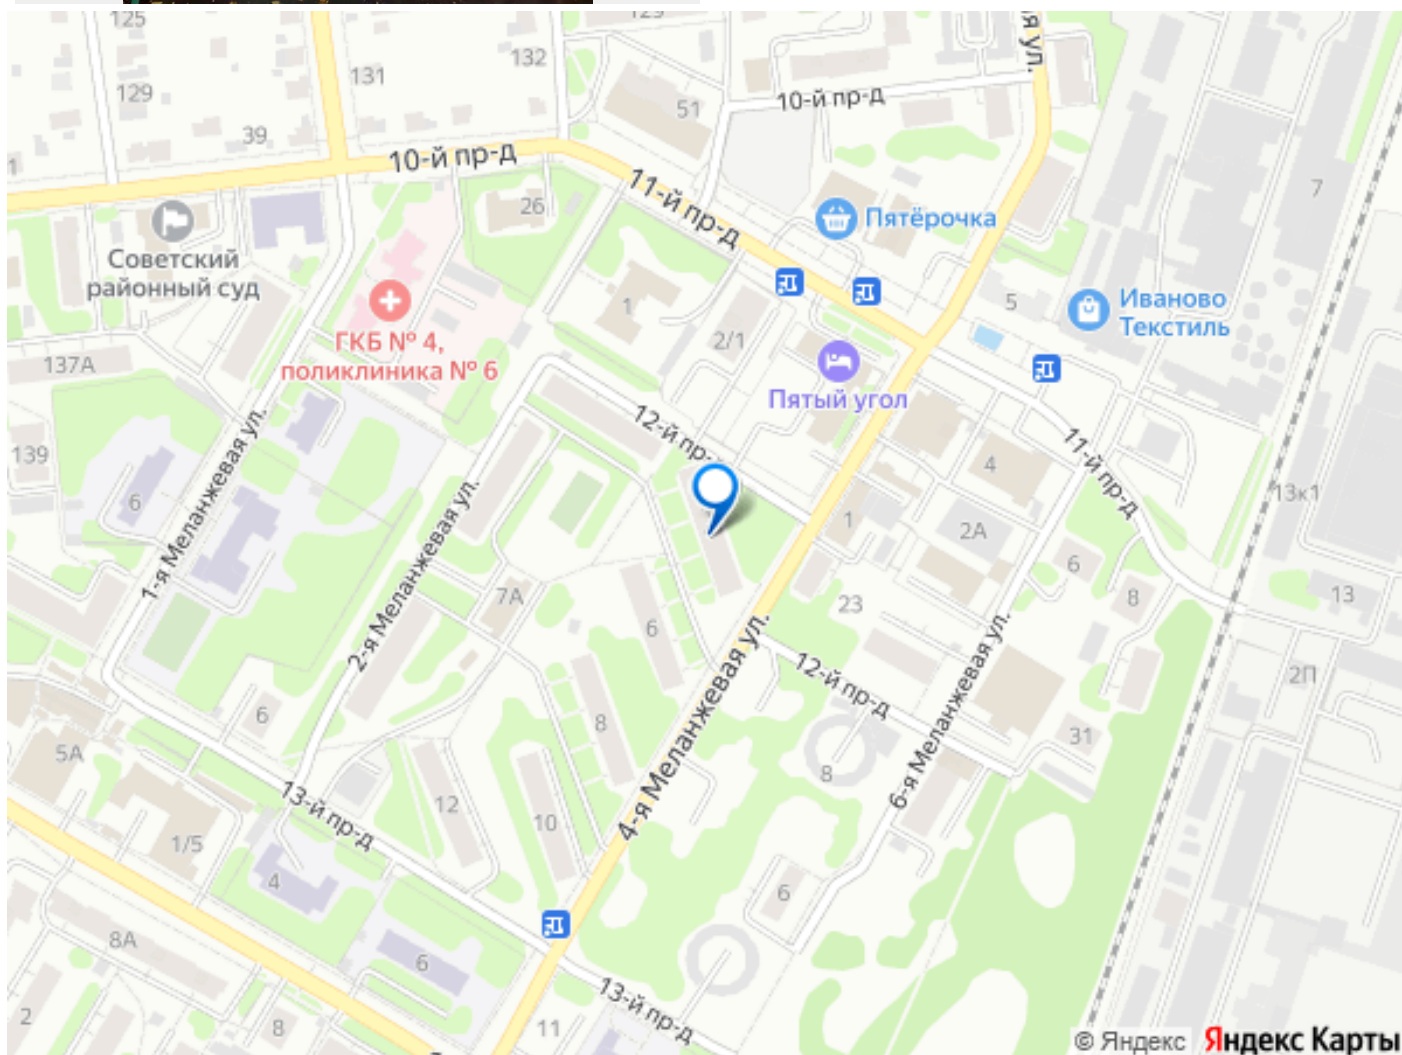 125
129
132
131
129
я ул.
10-й пр-д
51
39
10-й пр-д
7
1
11-й пр-д
26
Пятёрочка
Советский
районный суд
1
5
Иваново
Текстиль
ГКБ № 4,
поликлиника № 6
2/1
137А
Пятый угол
12-й пр-
11-й пр-д
139
1-я Меланжевая ул.
4
13к1
6
2-я Меланжевая ул.
1
2А
6
7А
8
13
23
6
12-й пр-д
2П
6
8
4-я Меланжевая ул.
6-я Меланжевая ул.
31
5А
8
13-й пр-д
12
10
1/5
4
6
8А
6
13-й пр-д
2
8
11
© Яндекс Яндекс Карты